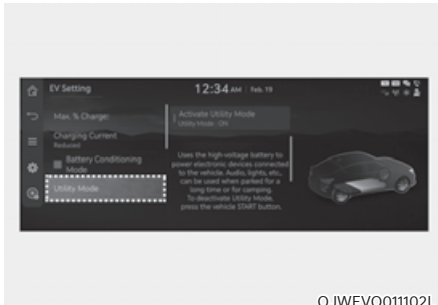 EV Setting
12:34 AM Feb. 19
Max. % Charge:
Charging Current
Reduced
Battery Conditioning
Mode
Utility Mode
Activate Utility Mode
Utility Mode: ON
Uses the high-voltage battery to
power electronic devices connected
to the vehicle. Audio, lights, etc.,
can be used when parked for a
long time or for camping.
To deactivate Utility Mode,
press the vehicle START button.